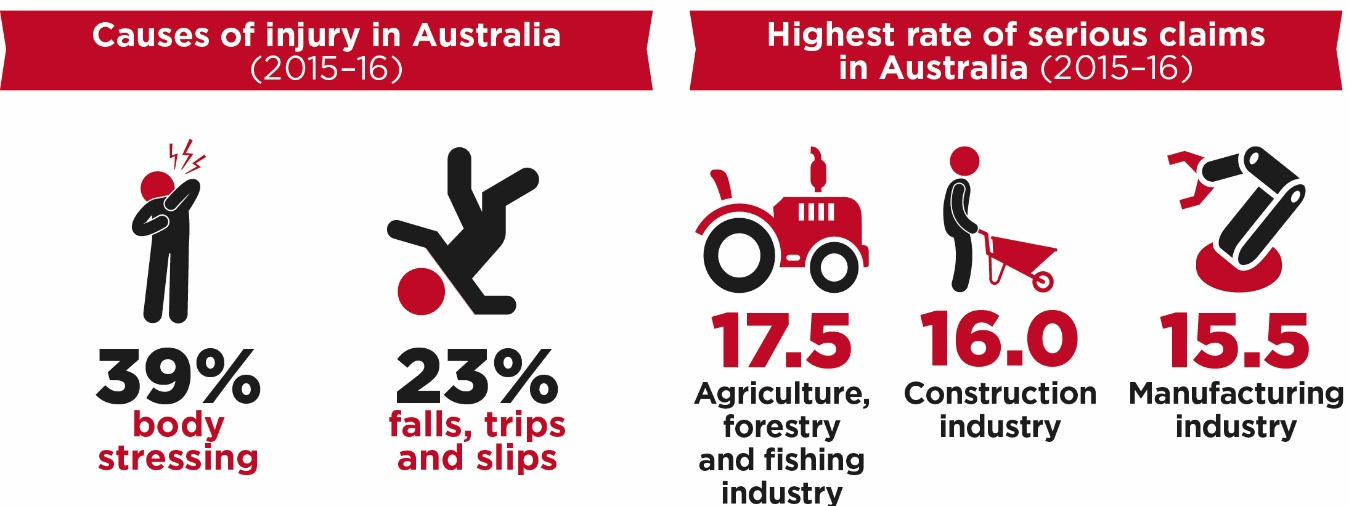 Causes of injury in Australia
(2015–16)
39%
body
stressing
23%
falls, trips
and slips
Highest rate of serious claims
in Australia (2015–16)
17.5
Agriculture,
forestry
and fishing
industry
16.0
Construction
industry
15.5
Manufacturing
industry